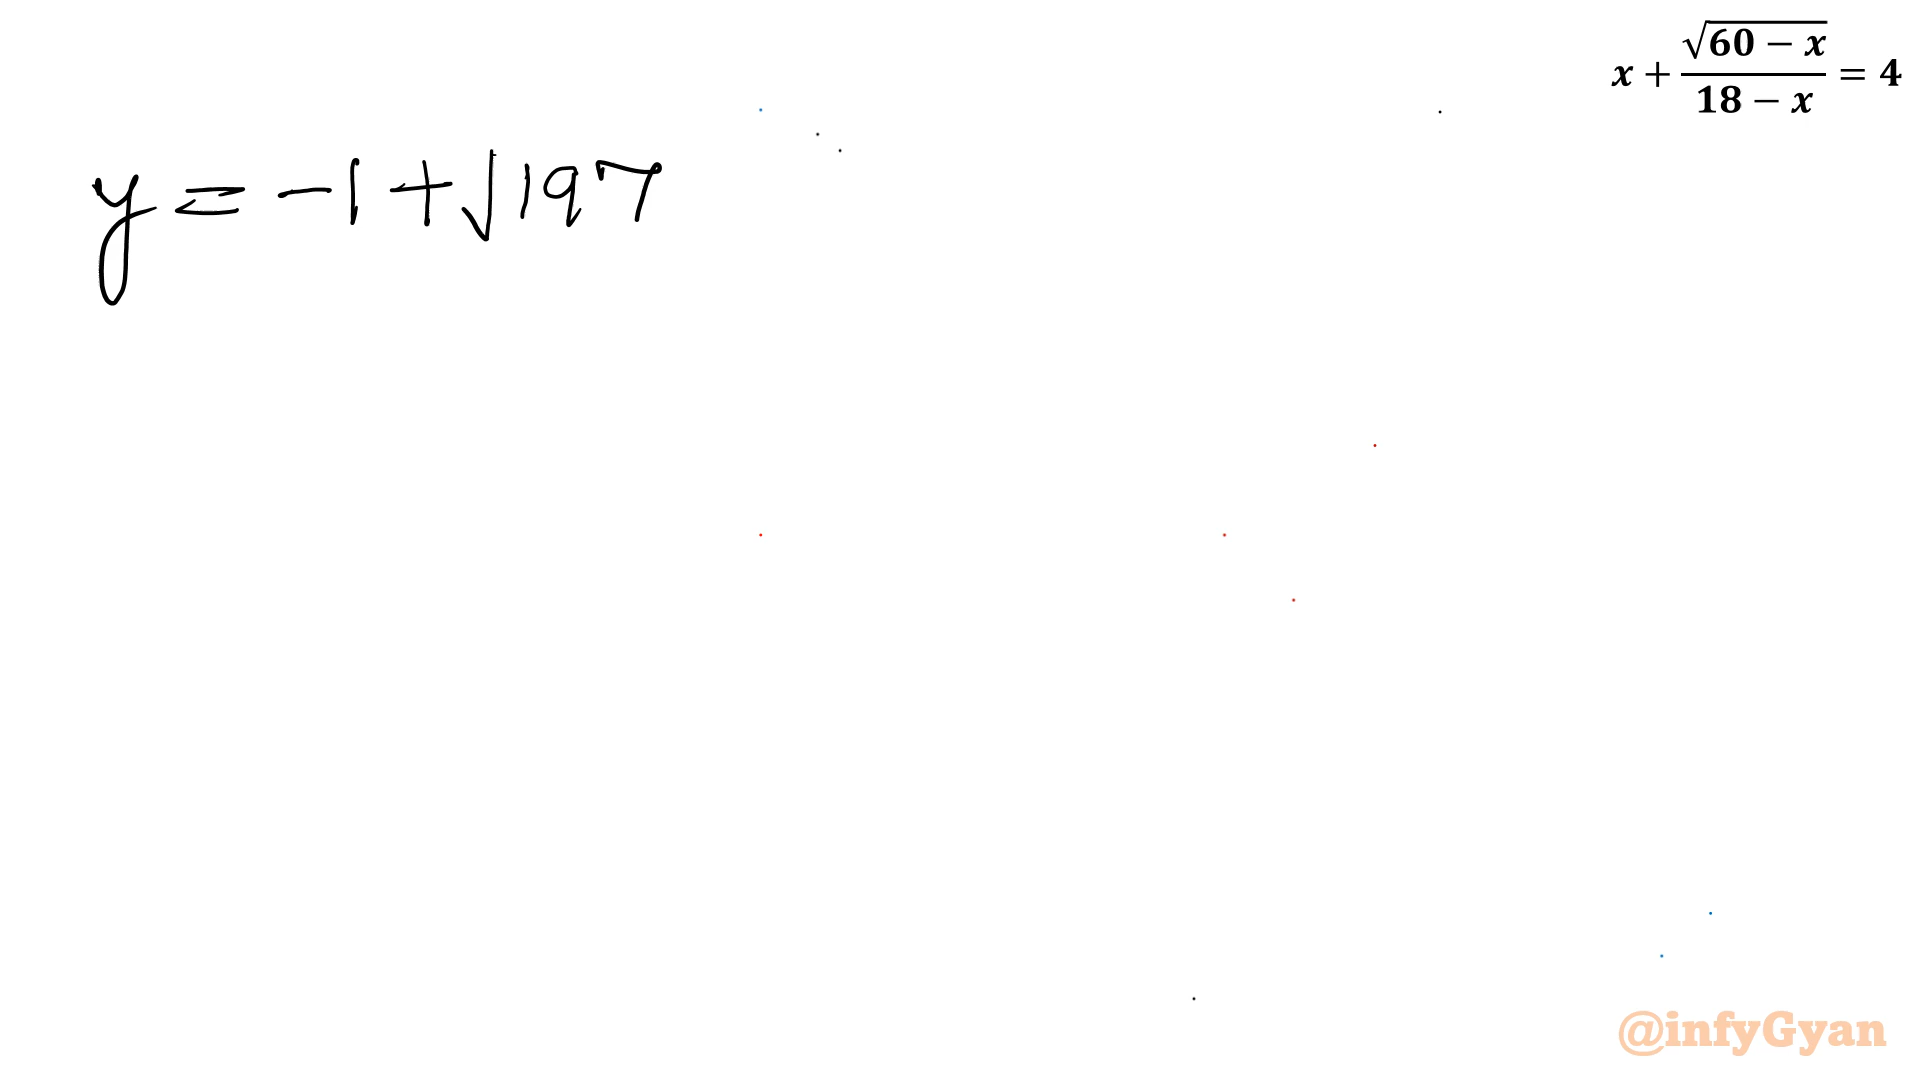 x + √(60 − x) / (18 − x) = 4
y = -1 + √197
@infyGyan